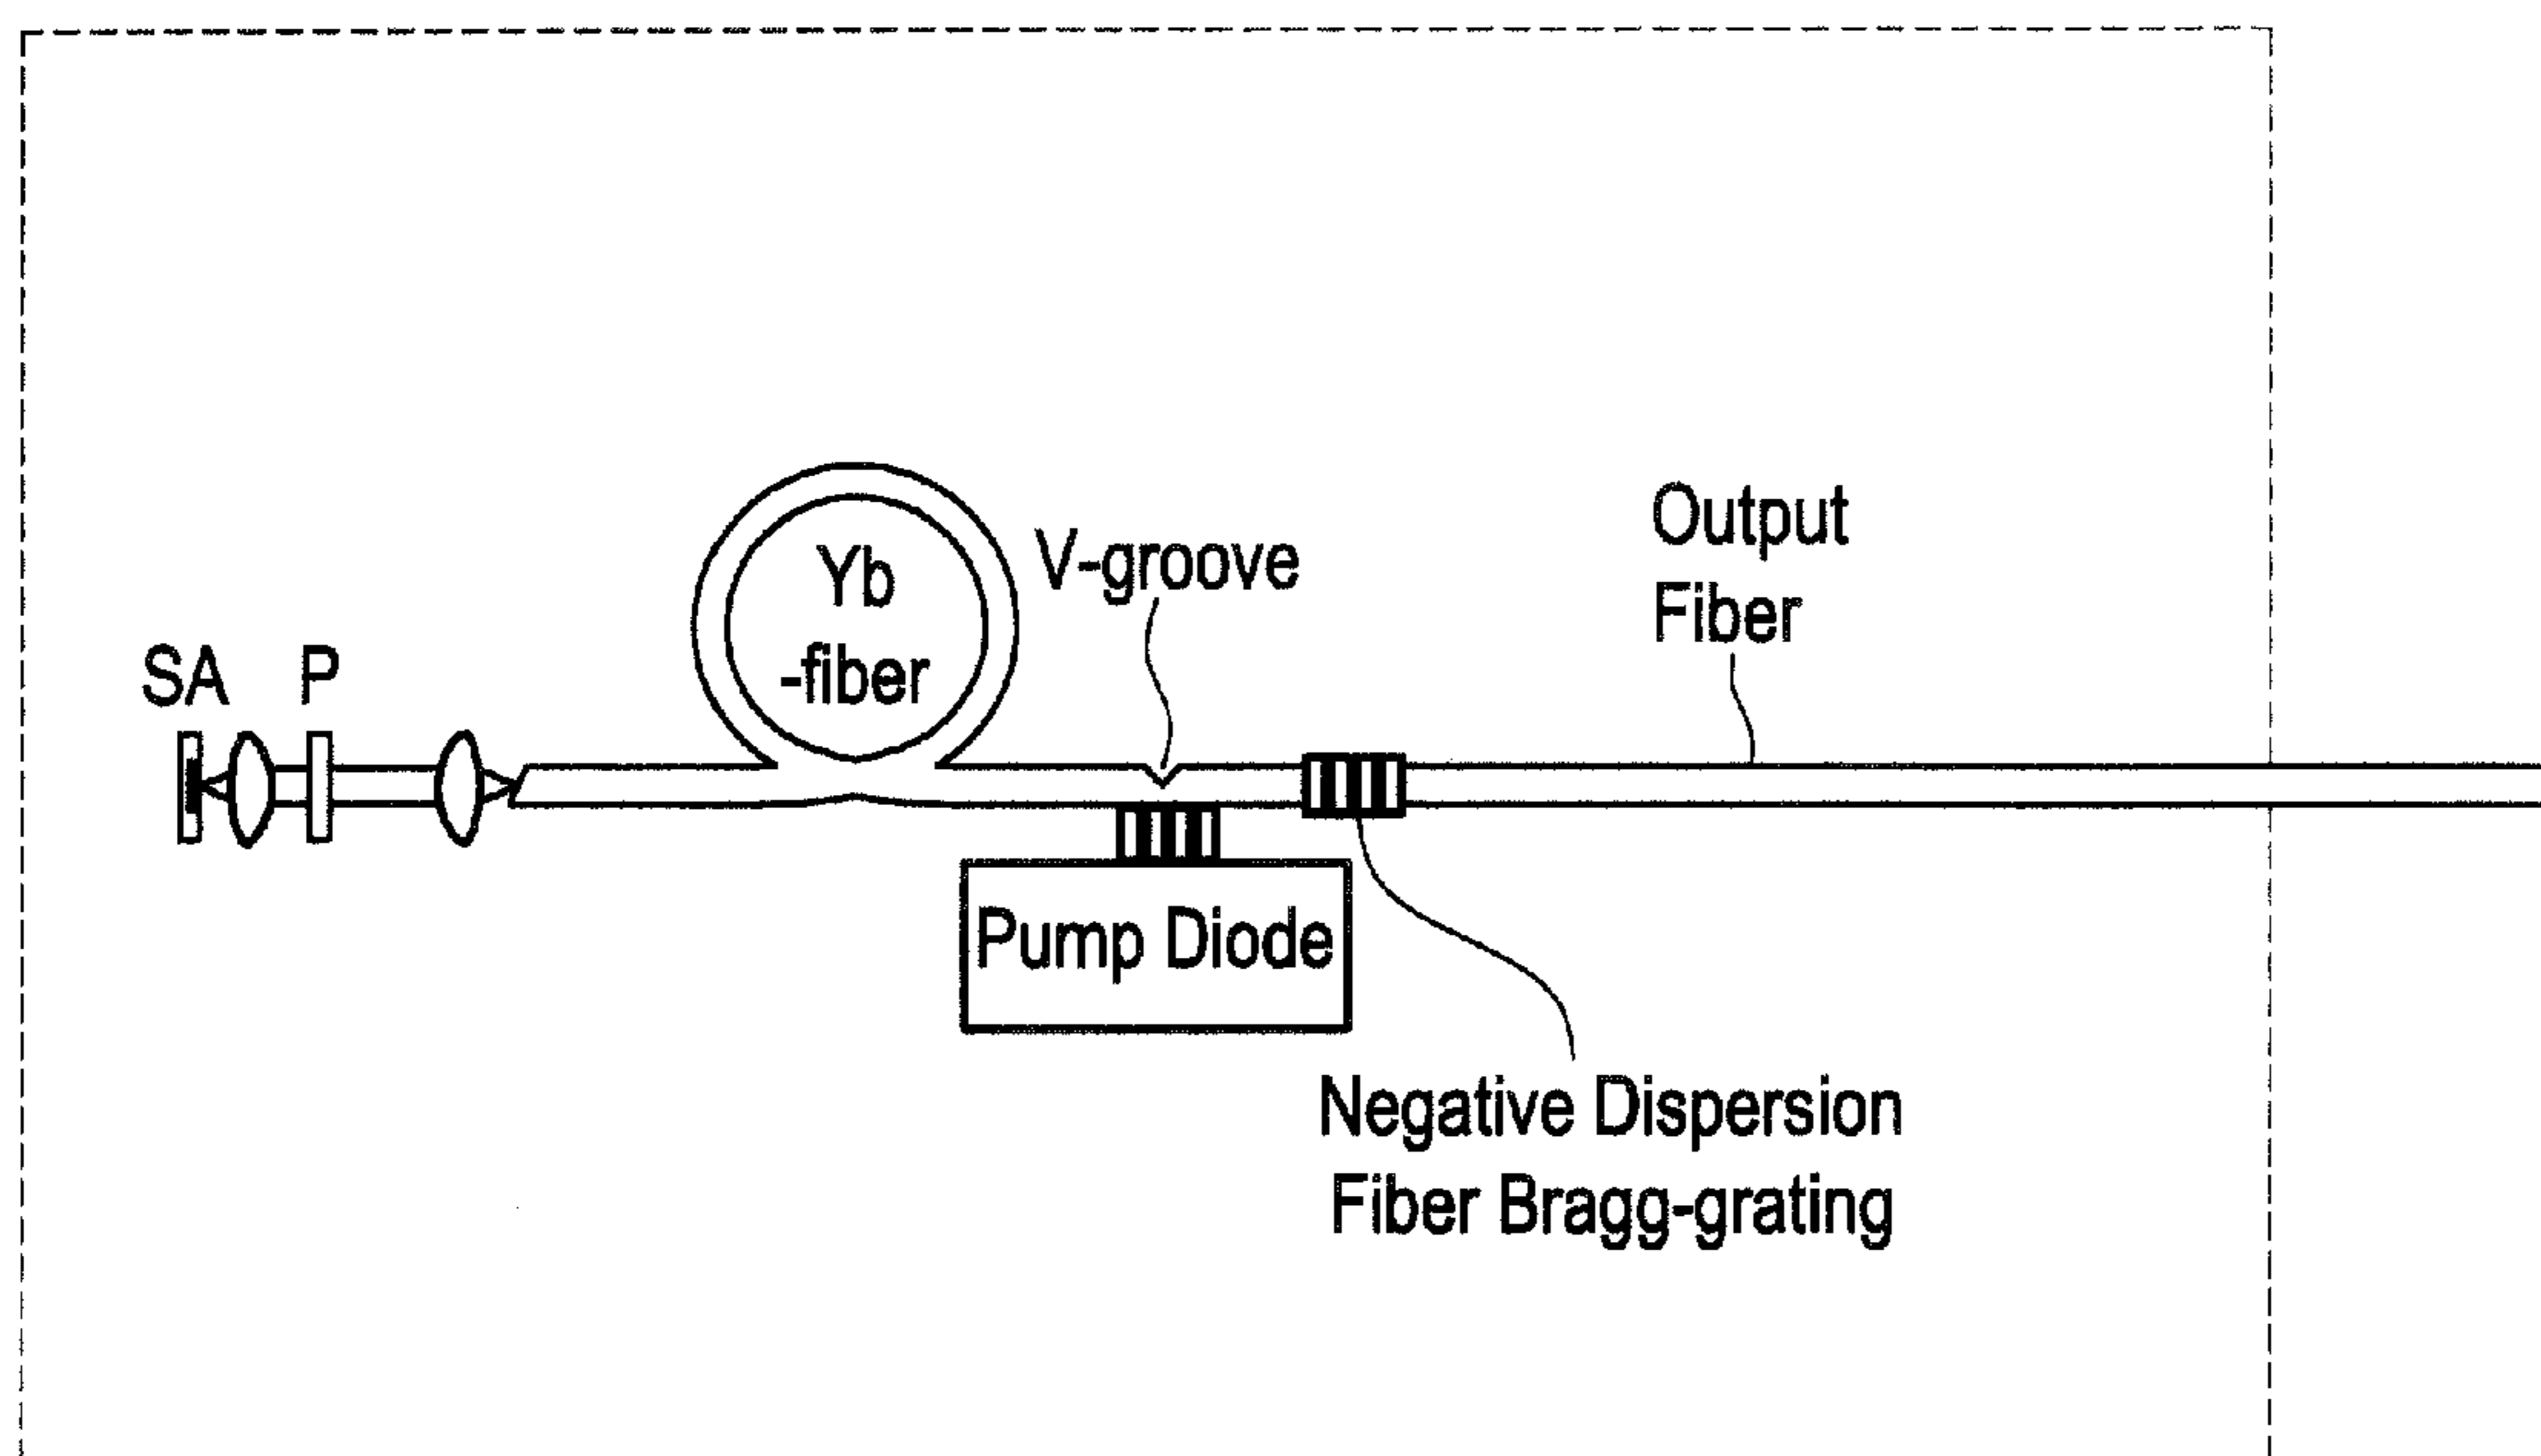 Output
Fiber
V-groove
Yb
-fiber
SA
P
Pump Diode
Negative Dispersion
Fiber Bragg-grating